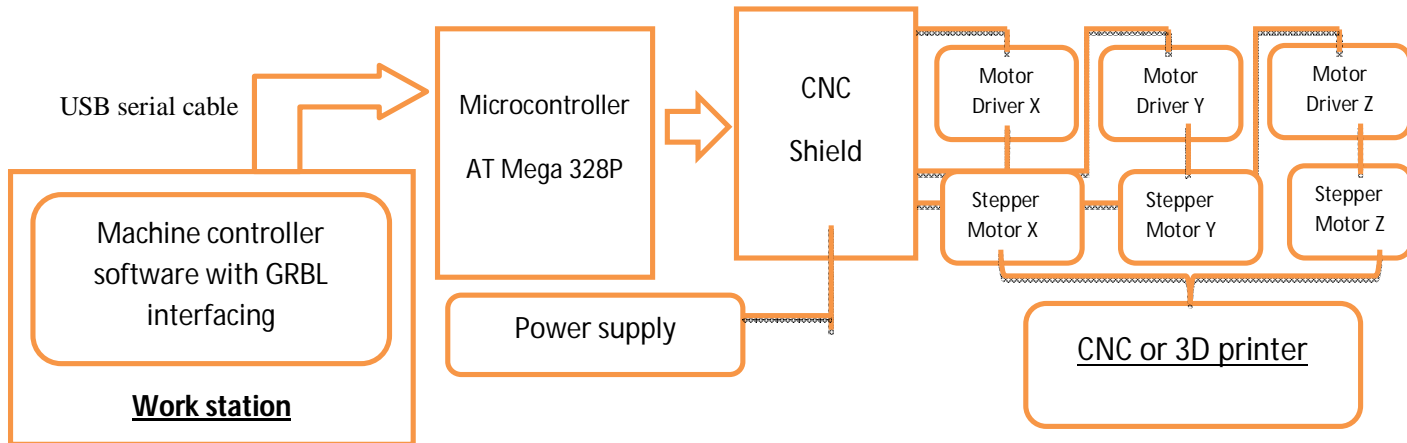 USB serial cable
Machine controller
software with GRBL
interfacing
Work station
Microcontroller
AT Mega 328P
Power supply
CNC
Shield
Motor
Driver X
Motor
Driver Y
Motor
Driver Z
Stepper
Motor X
Stepper
Motor Y
Stepper
Motor Z
CNC or 3D printer